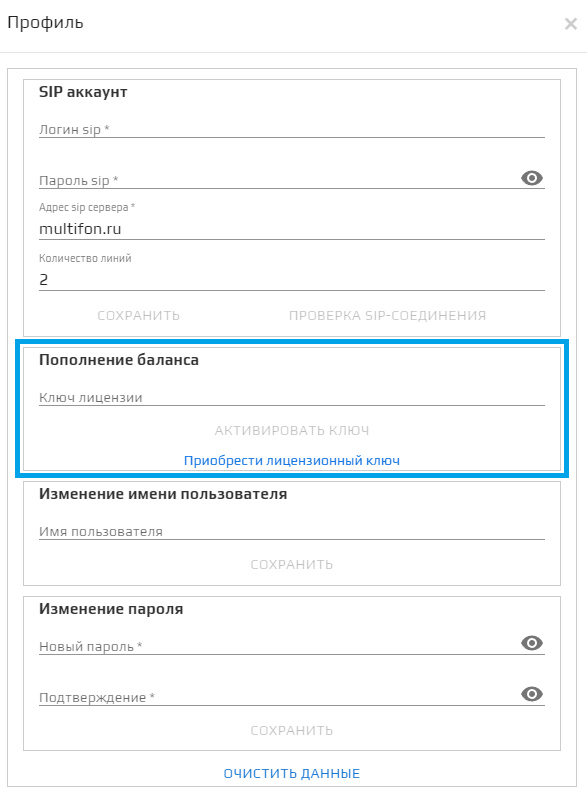 Профиль
SIP аккаунт
Логин sip *
Пароль sip *
Адрес sip сервера *
multifon.ru
Количество линий
2
СОХРАНИТЬ ПРОВЕРКА SIP-СОЕДИНЕНИЯ
Пополнение баланса
Ключ лицензии
АКТИВИРОВАТЬ КЛЮЧ
Приобрести лицензионный ключ
Изменение имени пользователя
Имя пользователя
СОХРАНИТЬ
Изменение пароля
Новый пароль *
Подтверждение *
СОХРАНИТЬ
ОЧИСТИТЬ ДАННЫЕ